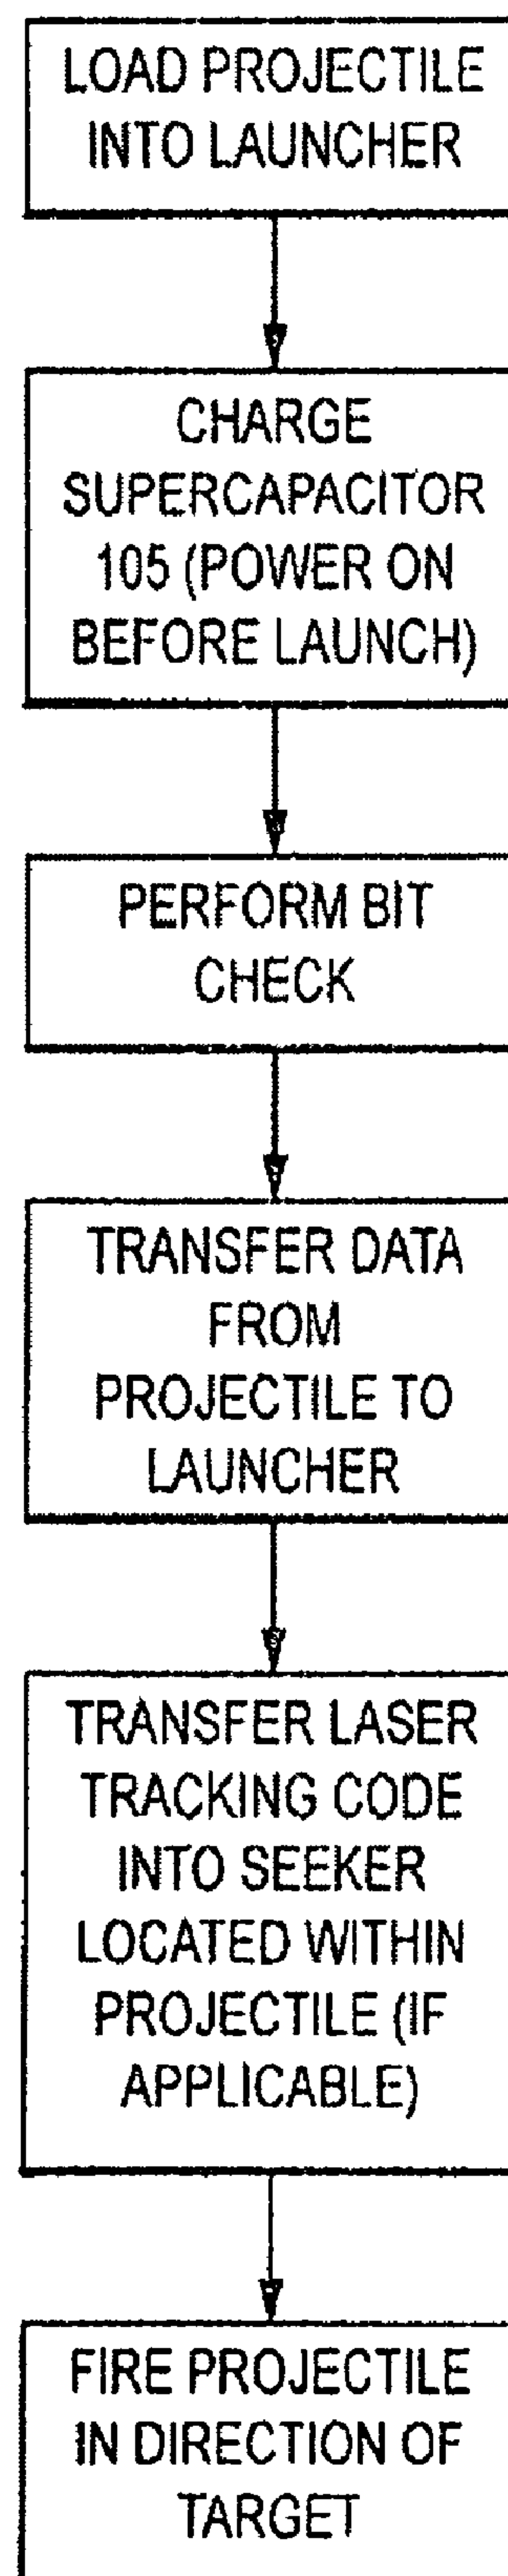 LOAD PROJECTILE
INTO LAUNCHER
CHARGE
SUPERCAPACITOR
105 (POWER ON
BEFORE LAUNCH)
PERFORM BIT
CHECK
TRANSFER DATA
FROM
PROJECTILE TO
LAUNCHER
TRANSFER LASER
TRACKING CODE
INTO SEEKER
LOCATED WITHIN
PROJECTILE (IF
APPLICABLE)
FIRE PROJECTILE
IN DIRECTION OF
TARGET